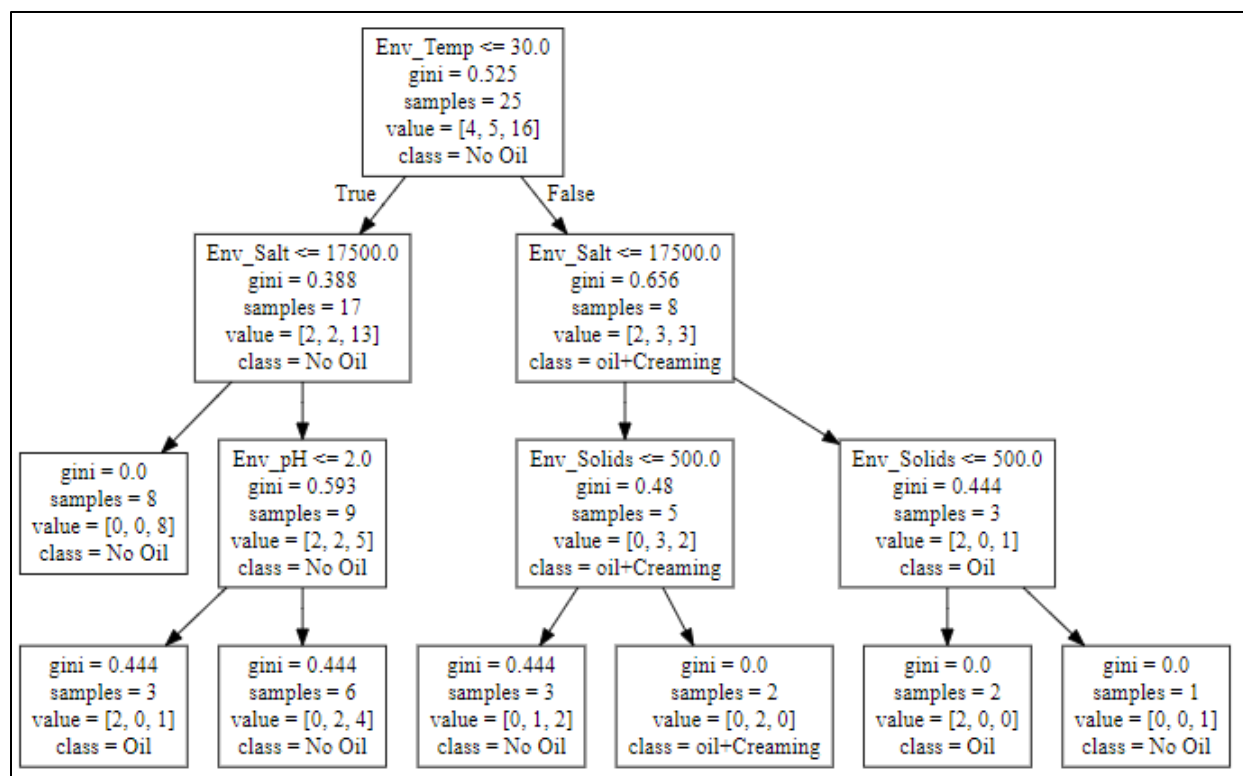 Env_Temp <= 30.0
gini = 0.525
samples = 25
value = [4, 5, 16]
class = No Oil
True
False
Env_Salt <= 17500.0
gini = 0.388
samples = 17
value = [2, 2, 13]
class = No Oil
Env_Salt <= 17500.0
gini = 0.656
samples = 8
value = [2, 3, 3]
class = oil+Creaming
gini = 0.0
samples = 8
value = [0, 0, 8]
class = No Oil
Env_pH <= 2.0
gini = 0.593
samples = 9
value = [2, 2, 5]
class = No Oil
Env_Solids <= 500.0
gini = 0.48
samples = 5
value = [0, 3, 2]
class = oil+Creaming
Env_Solids <= 500.0
gini = 0.444
samples = 3
value = [2, 0, 1]
class = Oil
gini = 0.444
samples = 3
value = [2, 0, 1]
class = Oil
gini = 0.444
samples = 6
value = [0, 2, 4]
class = No Oil
gini = 0.444
samples = 3
value = [0, 1, 2]
class = No Oil
gini = 0.0
samples = 2
value = [0, 2, 0]
class = oil+Creaming
gini = 0.0
samples = 2
value = [2, 0, 0]
class = Oil
gini = 0.0
samples = 1
value = [0, 0, 1]
class = No Oil